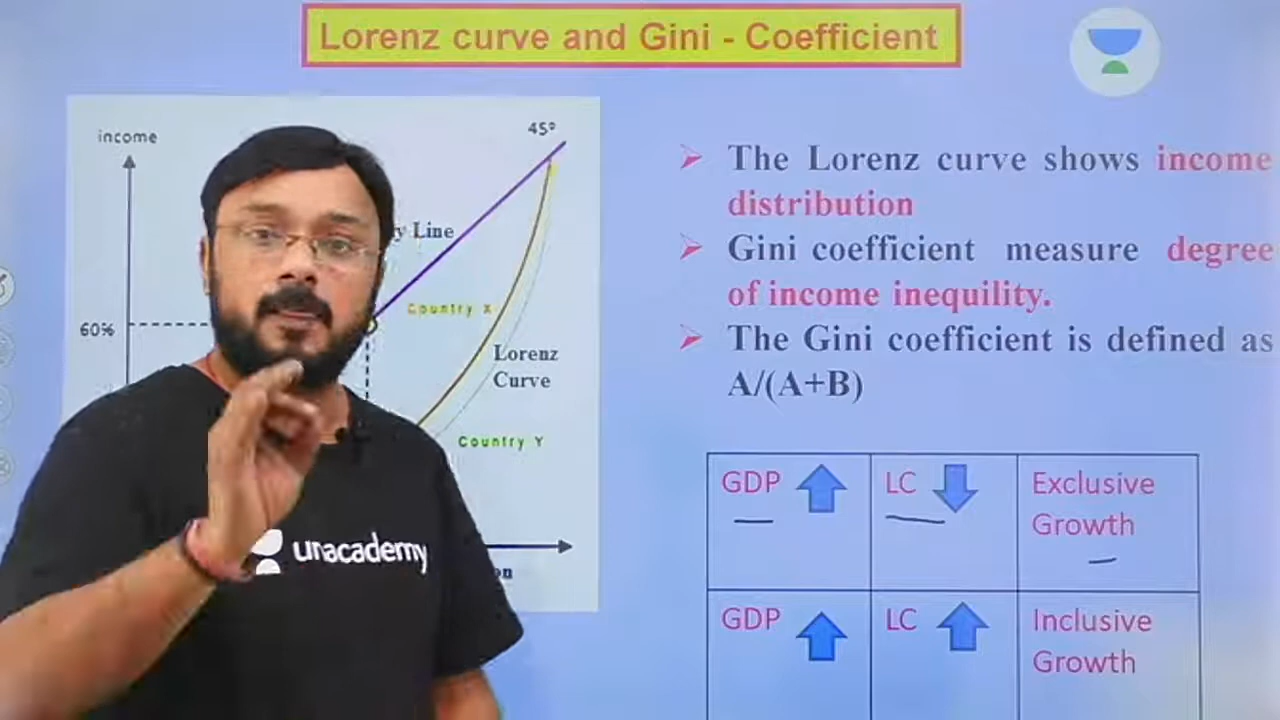 Lorenz curve and Gini - Coefficient
income
45°
Line
60%
Country X
Lorenz
Curve
Country Y
The Lorenz curve shows income
distribution
Gini coefficient measure degree
of income inequility.
The Gini coefficient is defined as
A/(A+B)
GDP LC Exclusive
Growth
GDP LC Inclusive
Growth
unacademy